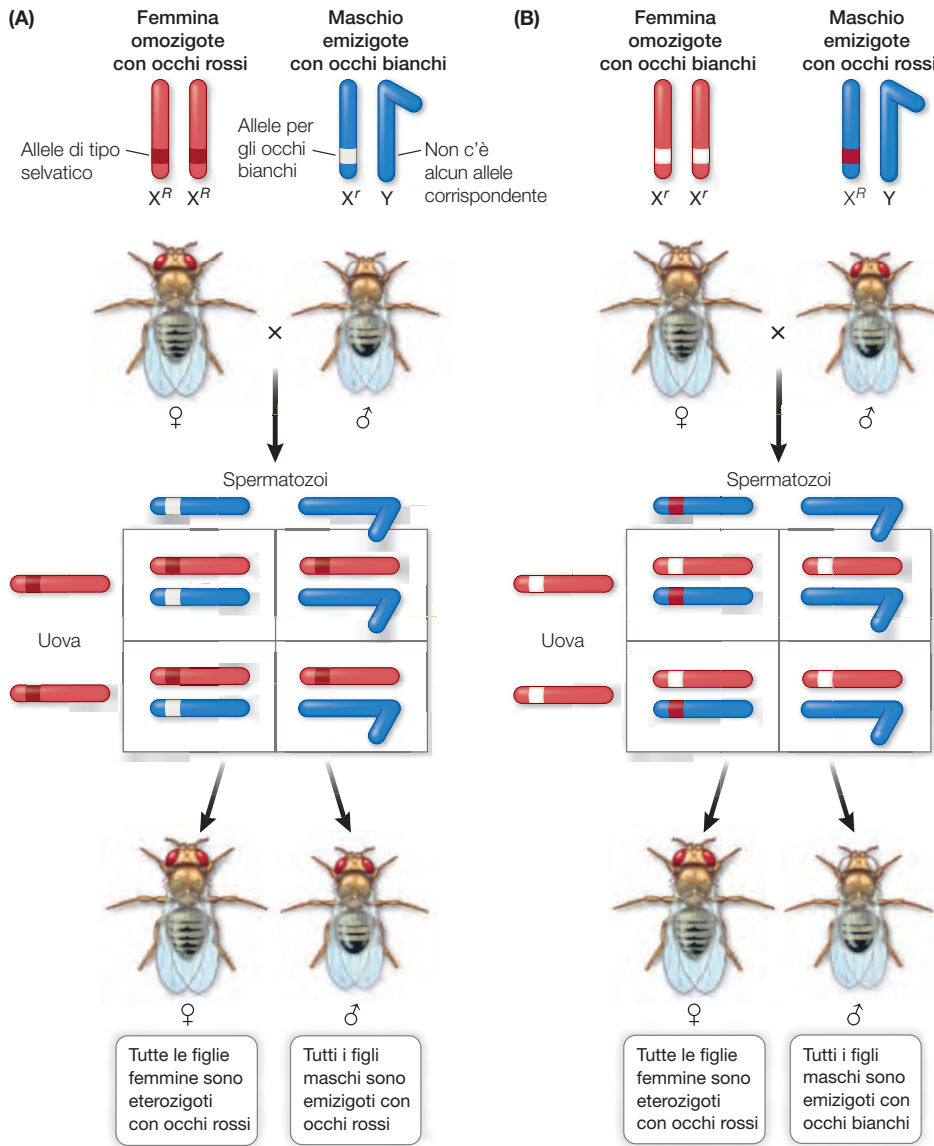 (A)
Femmina
omozigote
con occhi rossi
Maschio
emizigote
con occhi bianchi
Allele di tipo
selvatico
Allele per
gli occhi
bianchi
Non c'è
alcun allele
corrispondente
X^R X^R
X^r Y
×
♀
♂
Spermatozoi
Uova
♀
♂
Tutte le figlie
femmine sono
eterozigoti
con occhi rossi
Tutti i figli
maschi sono
emizigoti con
occhi rossi
(B)
Femmina
omozigote
con occhi bianchi
Maschio
emizigote
con occhi rossi
X^r X^r
X^R Y
×
♀
♂
Spermatozoi
Uova
♀
♂
Tutte le figlie
femmine sono
eterozigoti
con occhi rossi
Tutti i figli
maschi sono
emizigoti con
occhi bianchi